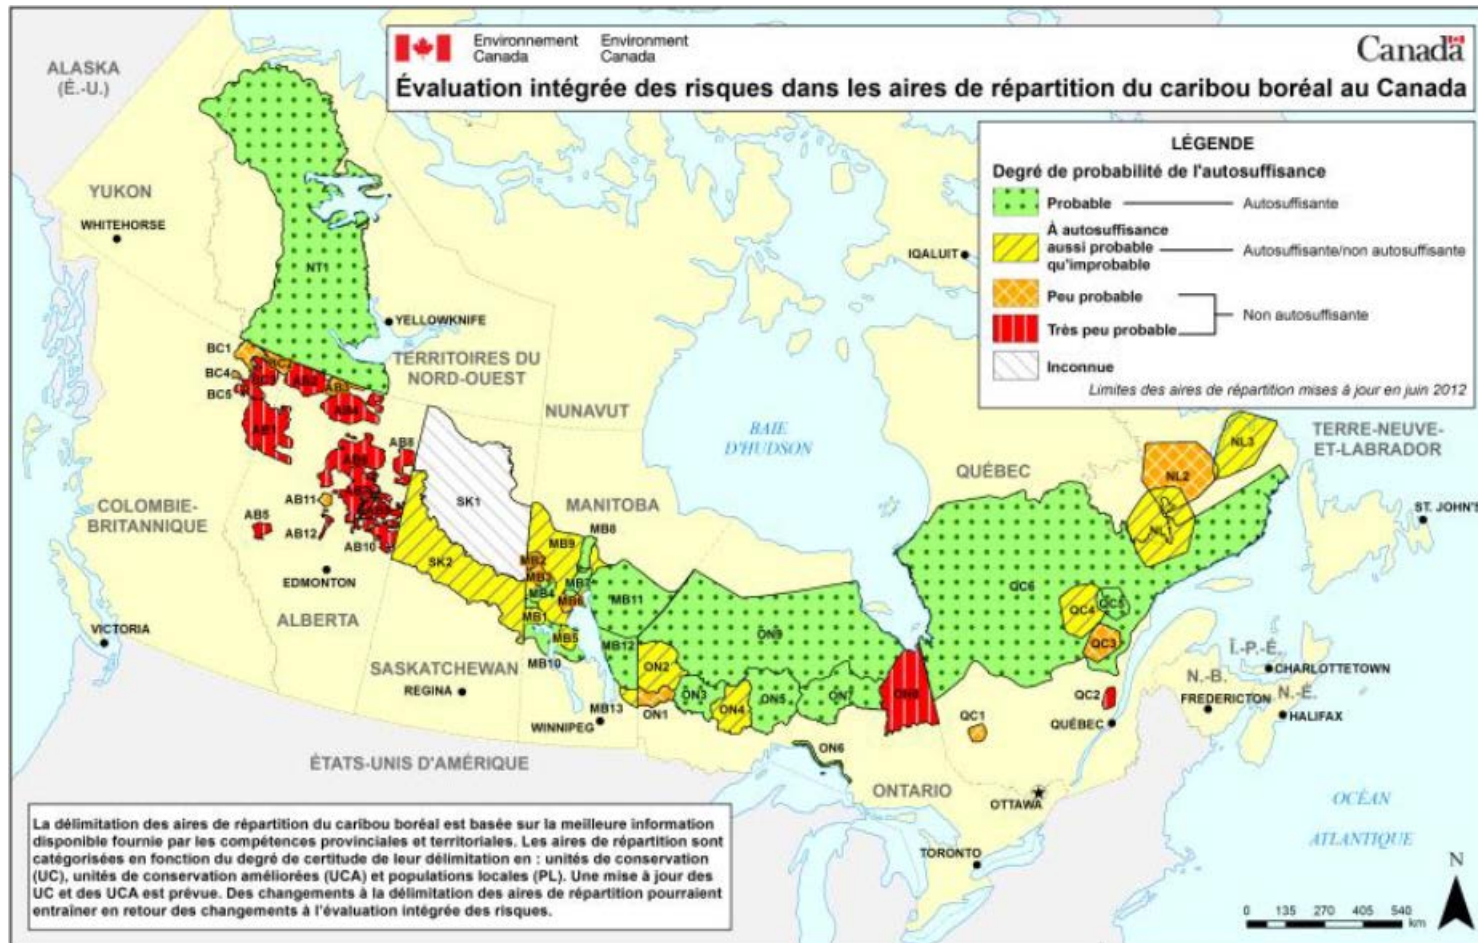 Environnement
Canada
Environment
Canada
Canada
Évaluation intégrée des risques dans les aires de répartition du caribou boréal au Canada
LÉGENDE
Degré de probabilité de l'autosuffisance
Probable
Autosuffisante
À autosuffisance
aussi probable
qu'improbable
Autosuffisante/non autosuffisante
Peu probable
Très peu probable
Non autosuffisante
Inconnue
Limites des aires de répartition mises à jour en juin 2012
ALASKA
(É.-U.)
YUKON
WHITEHORSE
NT1
IQALUIT
YELLOWKNIFE
TERRITOIRES DU
NORD-OUEST
NUNAVUT
BAIE
D'HUDSON
QUÉBEC
TERRE-NEUVE-
ET-LABRADOR
ST. JOHN'S
BC1
BC2
BC3
BC4
BC5
AB2
AB3
AB4
AB1
AB8
AB11
AB6
AB12
AB10
COLOMBIE-
BRITANNIQUE
EDMONTON
ALBERTA
VICTORIA
SK1
SK2
SASKATCHEWAN
REGINA
MANITOBA
MB8
MB9
MB2
MB3
MB4
MB7
MB6
MB1
MB5
MB10
MB11
MB12
MB13
WINNIPEG
ON9
ON2
ON1
ON3
ON4
ON5
ON7
ON6
NL3
NL2
QC6
QC4
QC5
QC3
QC2
QC1
QUÉBEC
Î.-P.-É.
CHARLOTTETOWN
N.-B.
FREDERICTON
N.-É.
HALIFAX
ÉTATS-UNIS D'AMÉRIQUE
ONTARIO
OTTAWA
TORONTO
OCÉAN
ATLANTIQUE
La délimitation des aires de répartition du caribou boréal est basée sur la meilleure information
disponible fournie par les compétences provinciales et territoriales. Les aires de répartition sont
catégorisées en fonction du degré de certitude de leur délimitation en : unités de conservation
(UC), unités de conservation améliorées (UCA) et populations locales (PL). Une mise à jour des
UC et des UCA est prévue. Des changements à la délimitation des aires de répartition pourraient
entraîner en retour des changements à l'évaluation intégrée des risques.
N
0 135 270 405 540
km